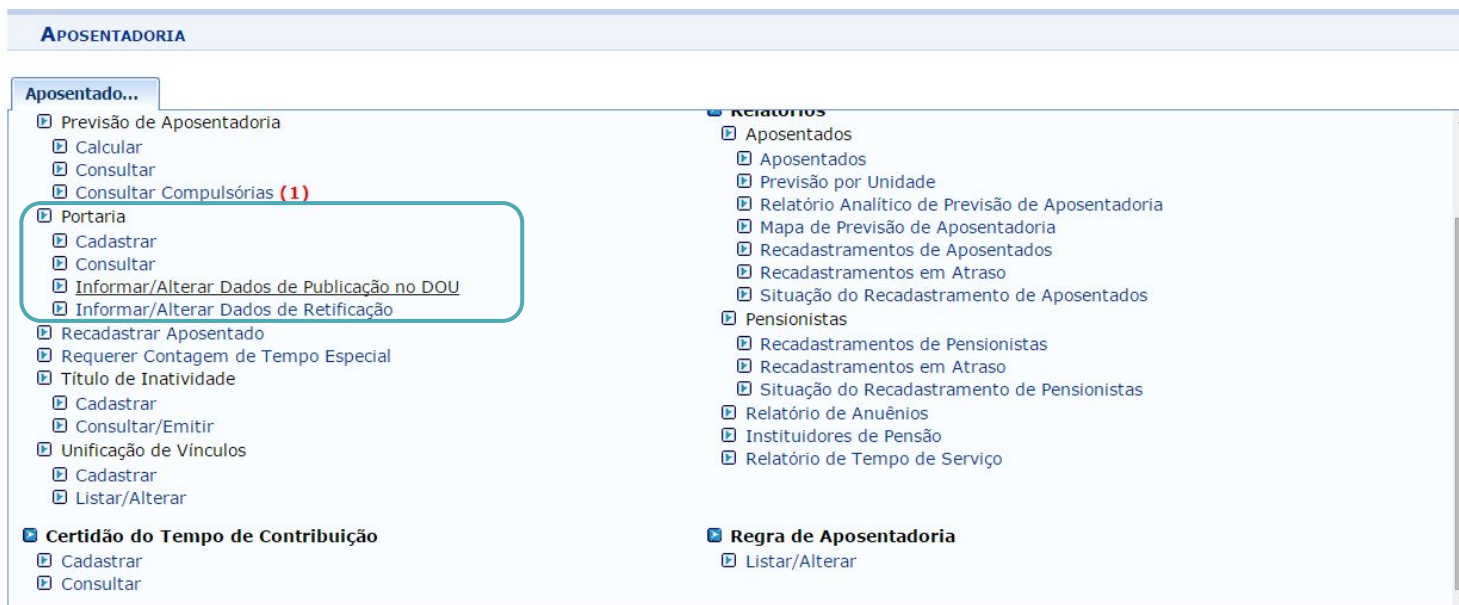 APOSENTADORIA
Aposentado...
Previsão de Aposentadoria
Calcular
Consultar
Consultar Compulsórias (1)
Portaria
Cadastrar
Consultar
Informar/Alterar Dados de Publicação no DOU
Informar/Alterar Dados de Retificação
Recadastrar Aposentado
Requerer Contagem de Tempo Especial
Título de Inatividade
Cadastrar
Consultar/Emitir
Unificação de Vínculos
Cadastrar
Listar/Alterar
Certidão do Tempo de Contribuição
Cadastrar
Consultar
Relatórios
Aposentados
Aposentados
Previsão por Unidade
Relatório Analítico de Previsão de Aposentadoria
Mapa de Previsão de Aposentadoria
Recadastramentos de Aposentados
Recadastramentos em Atraso
Situação do Recadastramento de Aposentados
Pensionistas
Recadastramentos de Pensionistas
Recadastramentos em Atraso
Situação do Recadastramento de Pensionistas
Relatório de Anuênios
Instituidores de Pensão
Relatório de Tempo de Serviço
Regra de Aposentadoria
Listar/Alterar